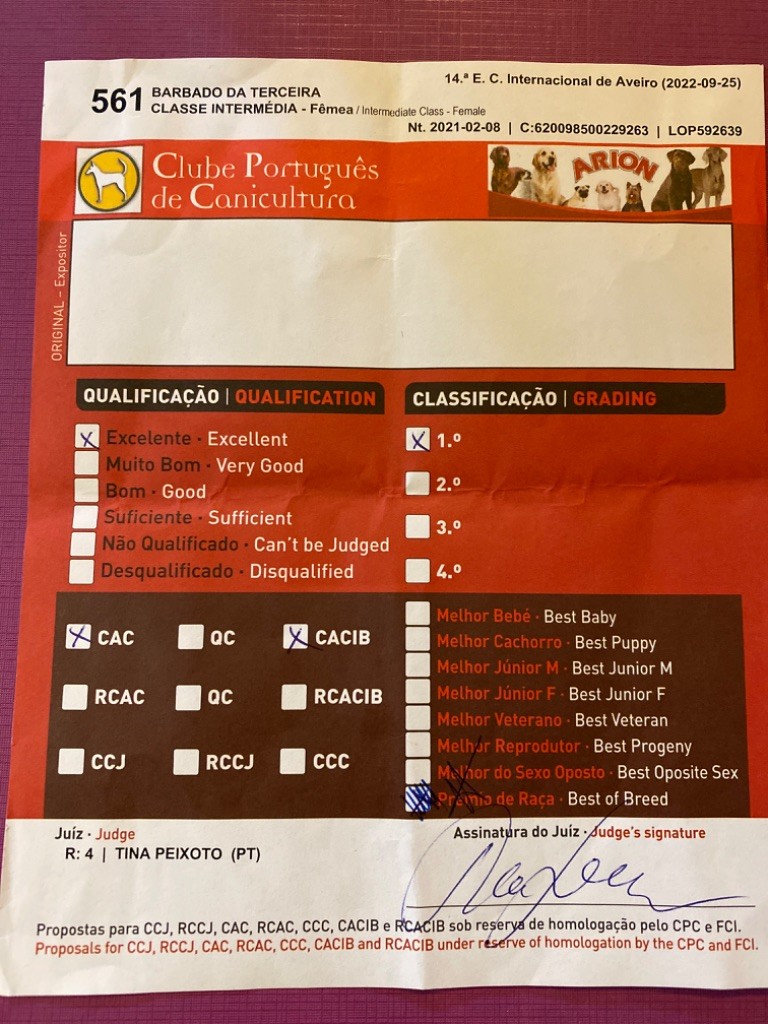 14.ª E. C. Internacional de Aveiro (2022-09-25)
561 BARBADO DA TERCEIRA
CLASSE INTERMÉDIA - Fêmea / Intermediate Class - Female
Nt. 2021-02-08 | C:620098500229263 | LOP592639
Clube Português
de Canicultura
ARION
ORIGINAL – Expositor
QUALIFICAÇÃO | QUALIFICATION
X Excelente · Excellent
Muito Bom · Very Good
Bom · Good
Suficiente · Sufficient
Não Qualificado · Can't be Judged
Desqualificado · Disqualified
CLASSIFICAÇÃO | GRADING
X 1.º
2.º
3.º
4.º
X CAC QC X CACIB
RCAC QC RCACIB
CCJ RCCJ CCC
Melhor Bebé · Best Baby
Melhor Cachorro · Best Puppy
Melhor Júnior M · Best Junior M
Melhor Júnior F · Best Junior F
Melhor Veterano · Best Veteran
Melhor Reprodutor · Best Progeny
Melhor do Sexo Oposto · Best Oposite Sex
Prémio de Raça · Best of Breed
Juíz · Judge
R: 4 | TINA PEIXOTO (PT)
Assinatura do Juíz · Judge's signature
Propostas para CCJ, RCCJ, CAC, RCAC, CCC, CACIB e RCACIB sob reserva de homologação pelo CPC e FCI.
Proposals for CCJ, RCCJ, CAC, RCAC, CCC, CACIB and RCACIB under reserve of homologation by the CPC and FCI.